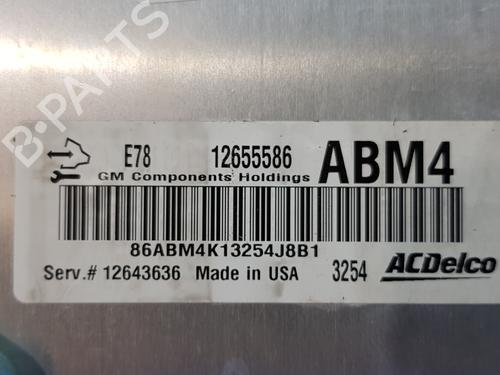 B-PARTS
E78 12655586 ABM4
GM Components Holdings
86ABM4K13254J8B1
Serv.# 12643636 Made in USA 3254 ACDelco